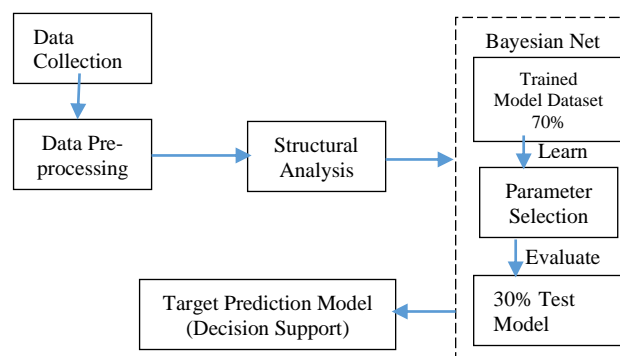 Data
Collection
Data Pre-
processing
Structural
Analysis
Bayesian Net
Trained
Model Dataset
70%
Learn
Parameter
Selection
Evaluate
30% Test
Model
Target Prediction Model
(Decision Support)